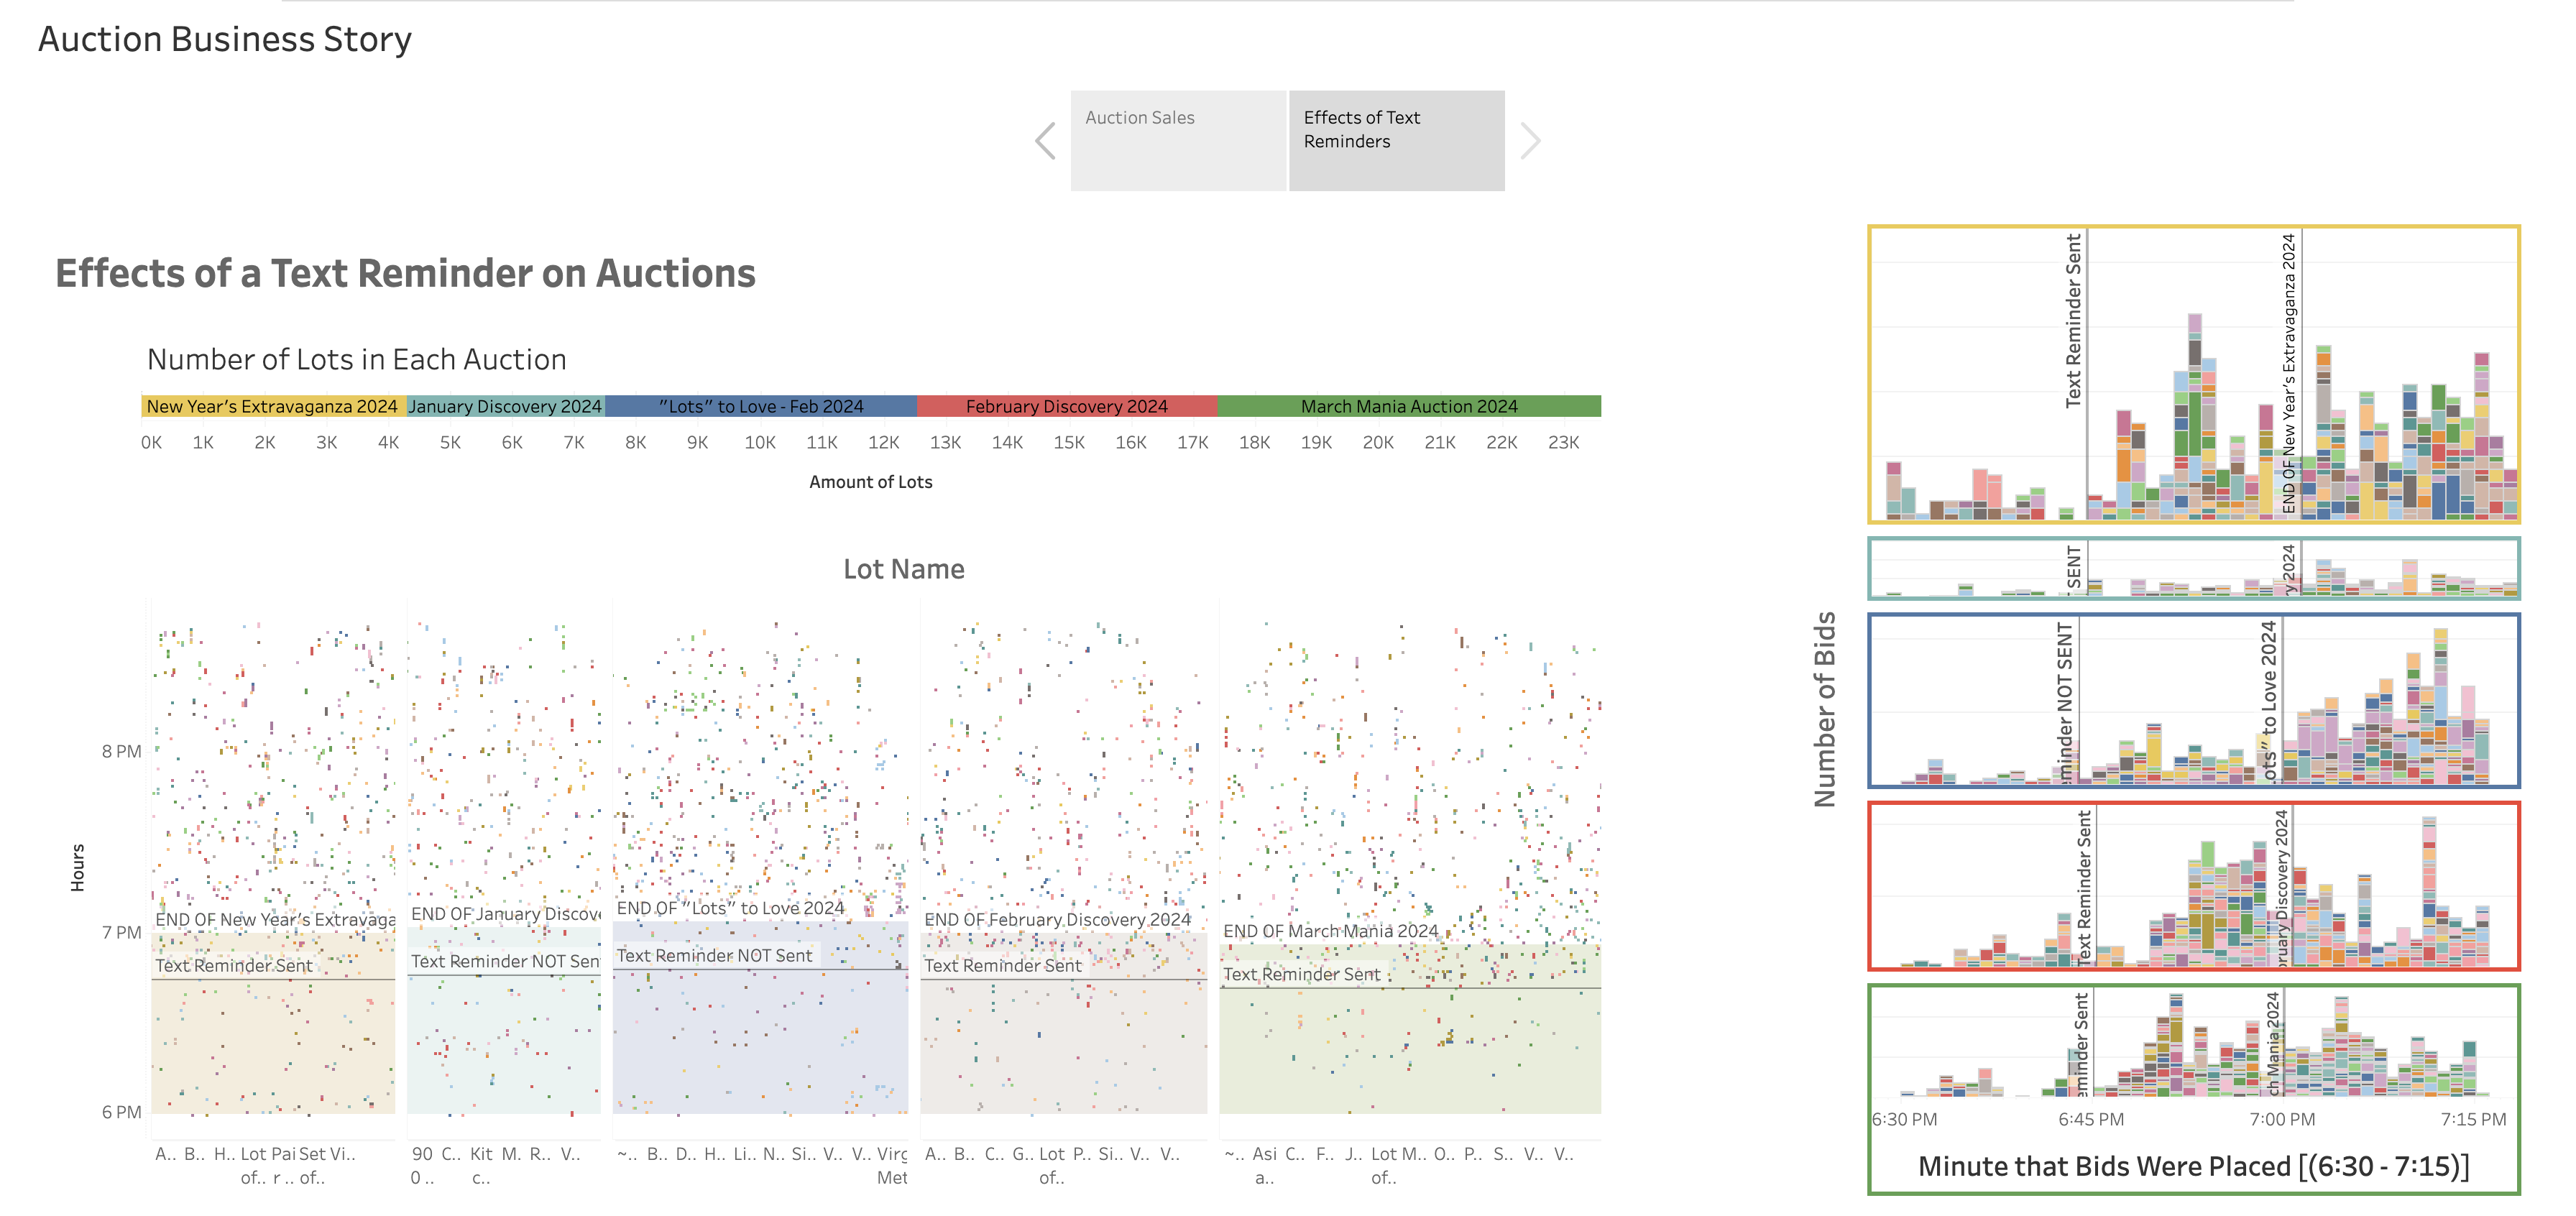 Auction Business Story
Auction Sales
Effects of Text
Reminders
Effects of a Text Reminder on Auctions
Number of Lots in Each Auction
New Year's Extravaganza 2024
January Discovery 2024
"Lots" to Love - Feb 2024
February Discovery 2024
March Mania Auction 2024
0K 1K 2K 3K 4K 5K 6K 7K 8K 9K 10K 11K 12K 13K 14K 15K 16K 17K 18K 19K 20K 21K 22K 23K
Amount of Lots
Lot Name
Hours
8 PM
7 PM
6 PM
END OF New Year's Extravaga
Text Reminder Sent
END OF January Discove
Text Reminder NOT Sen
END OF "Lots" to Love 2024
Text Reminder NOT Sent
END OF February Discovery 2024
Text Reminder Sent
END OF March Mania 2024
Text Reminder Sent
A.. B.. H.. Lot Pai Set Vi..
of.. r .. of..
90 C.. Kit M. R.. V..
0 .. c..
~.. B.. D.. H.. Li.. N.. Si.. V.. V.. Virg
Met
A.. B.. C.. G.. Lot P.. Si.. V.. V..
of..
~.. Asi C.. F.. J.. Lot M.. O.. P.. S.. V.. V..
a.. of..
Number of Bids
Text Reminder Sent
END OF New Year's Extravaganza 2024
SENT
y 2024
minder NOT SENT
ots" to Love 2024
Text Reminder Sent
ruary Discovery 2024
eminder Sent
ch Mania 2024
6:30 PM 6:45 PM 7:00 PM 7:15 PM
Minute that Bids Were Placed [(6:30 - 7:15)]